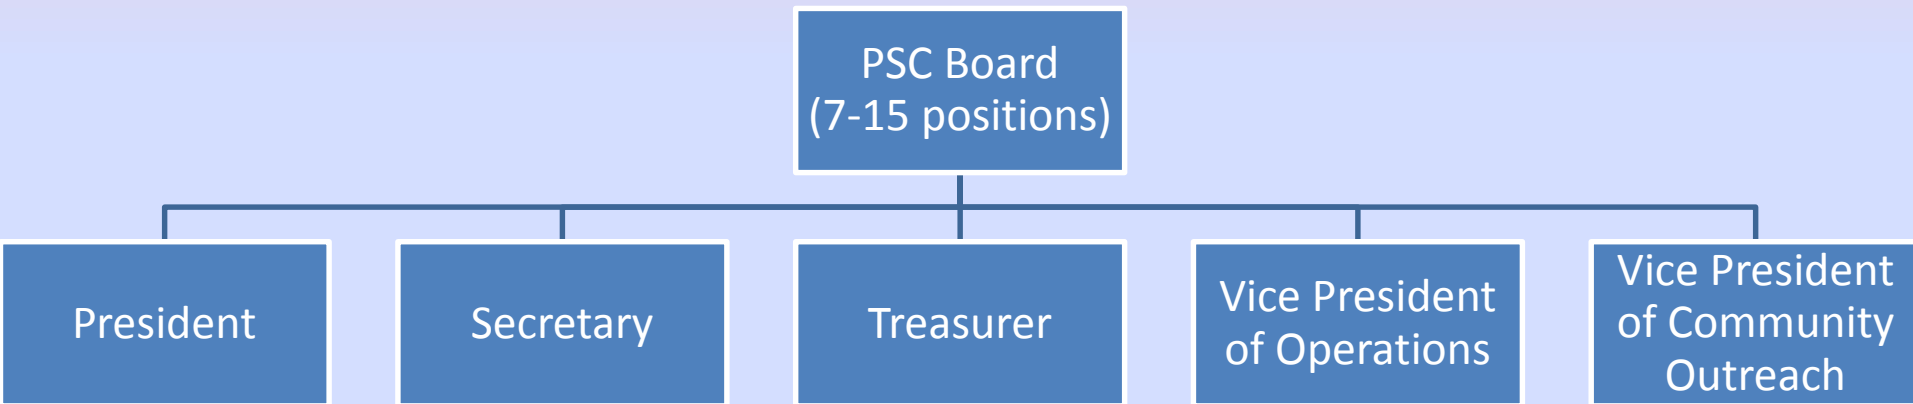 PSC Board
(7-15 positions)
President
Secretary
Treasurer
Vice President
of Operations
Vice President
of Community
Outreach